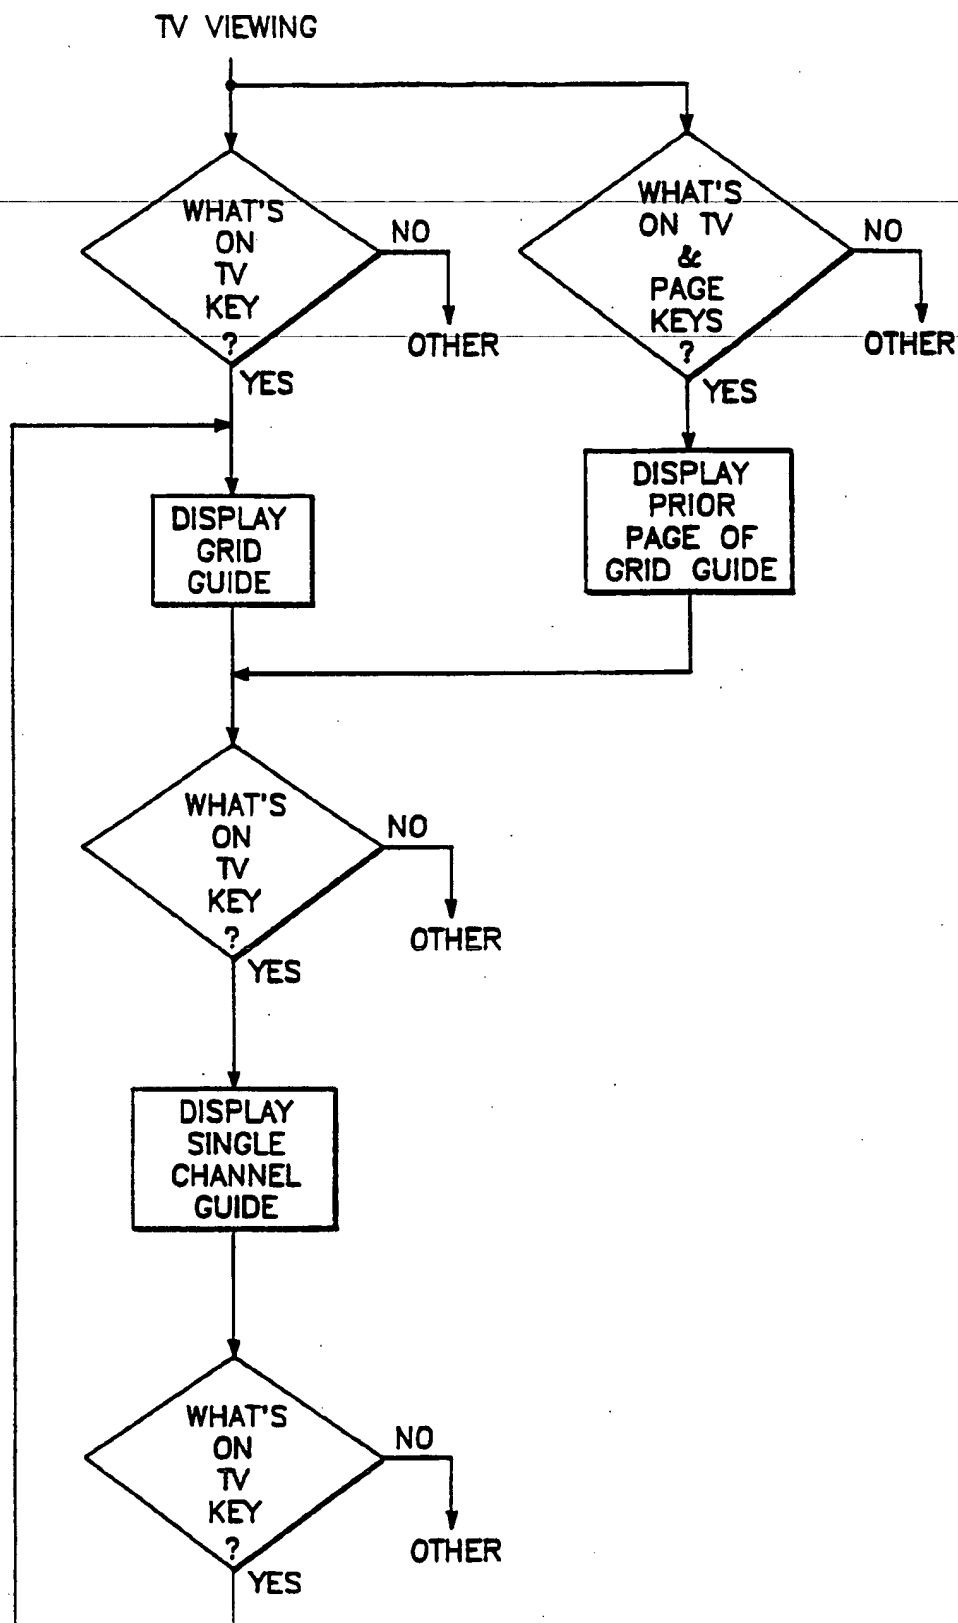 TV VIEWING
WHAT'S
ON
TV
KEY
?
NO
OTHER
YES
WHAT'S
ON TV
&
PAGE
KEYS
?
NO
OTHER
YES
DISPLAY
GRID
GUIDE
DISPLAY
PRIOR
PAGE OF
GRID GUIDE
WHAT'S
ON
TV
KEY
?
NO
OTHER
YES
DISPLAY
SINGLE
CHANNEL
GUIDE
WHAT'S
ON
TV
KEY
?
NO
OTHER
YES